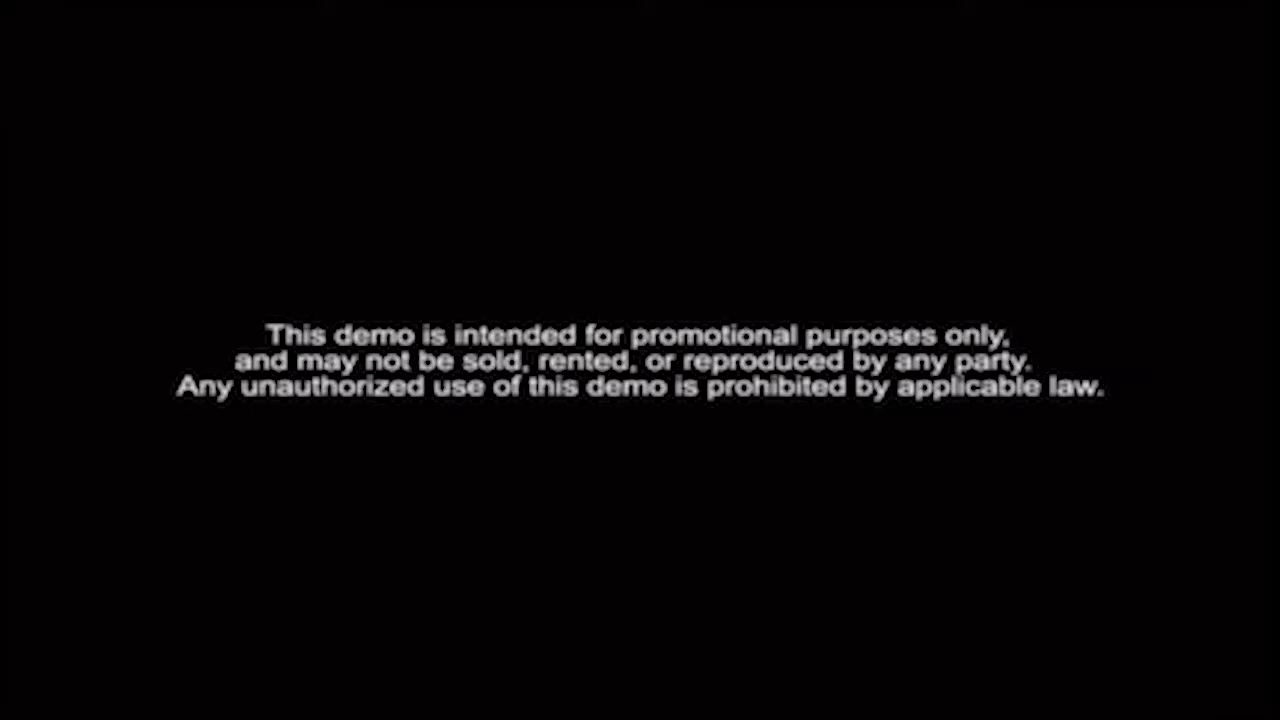 This demo is intended for promotional purposes only,
and may not be sold, rented, or reproduced by any party.
Any unauthorized use of this demo is prohibited by applicable law.